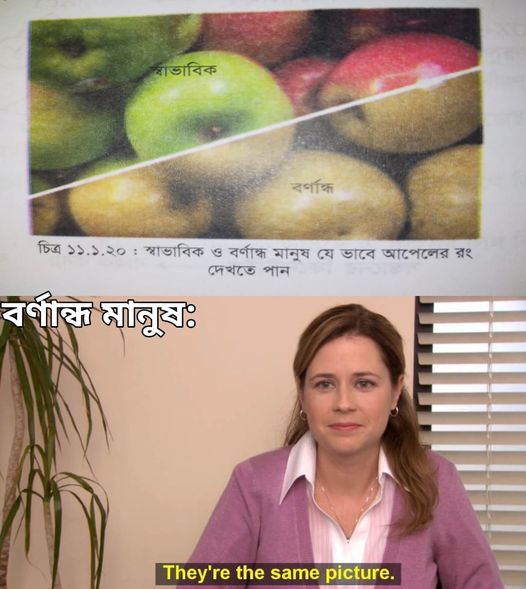 স্বাভাবিক
বর্ণান্ধ
চিত্র ১১.১.২০ : স্বাভাবিক ও বর্ণান্ধ মানুষ যে ভাবে আপেলের রং
দেখতে পান
বর্ণান্ধ মানুষ:
They're the same picture.